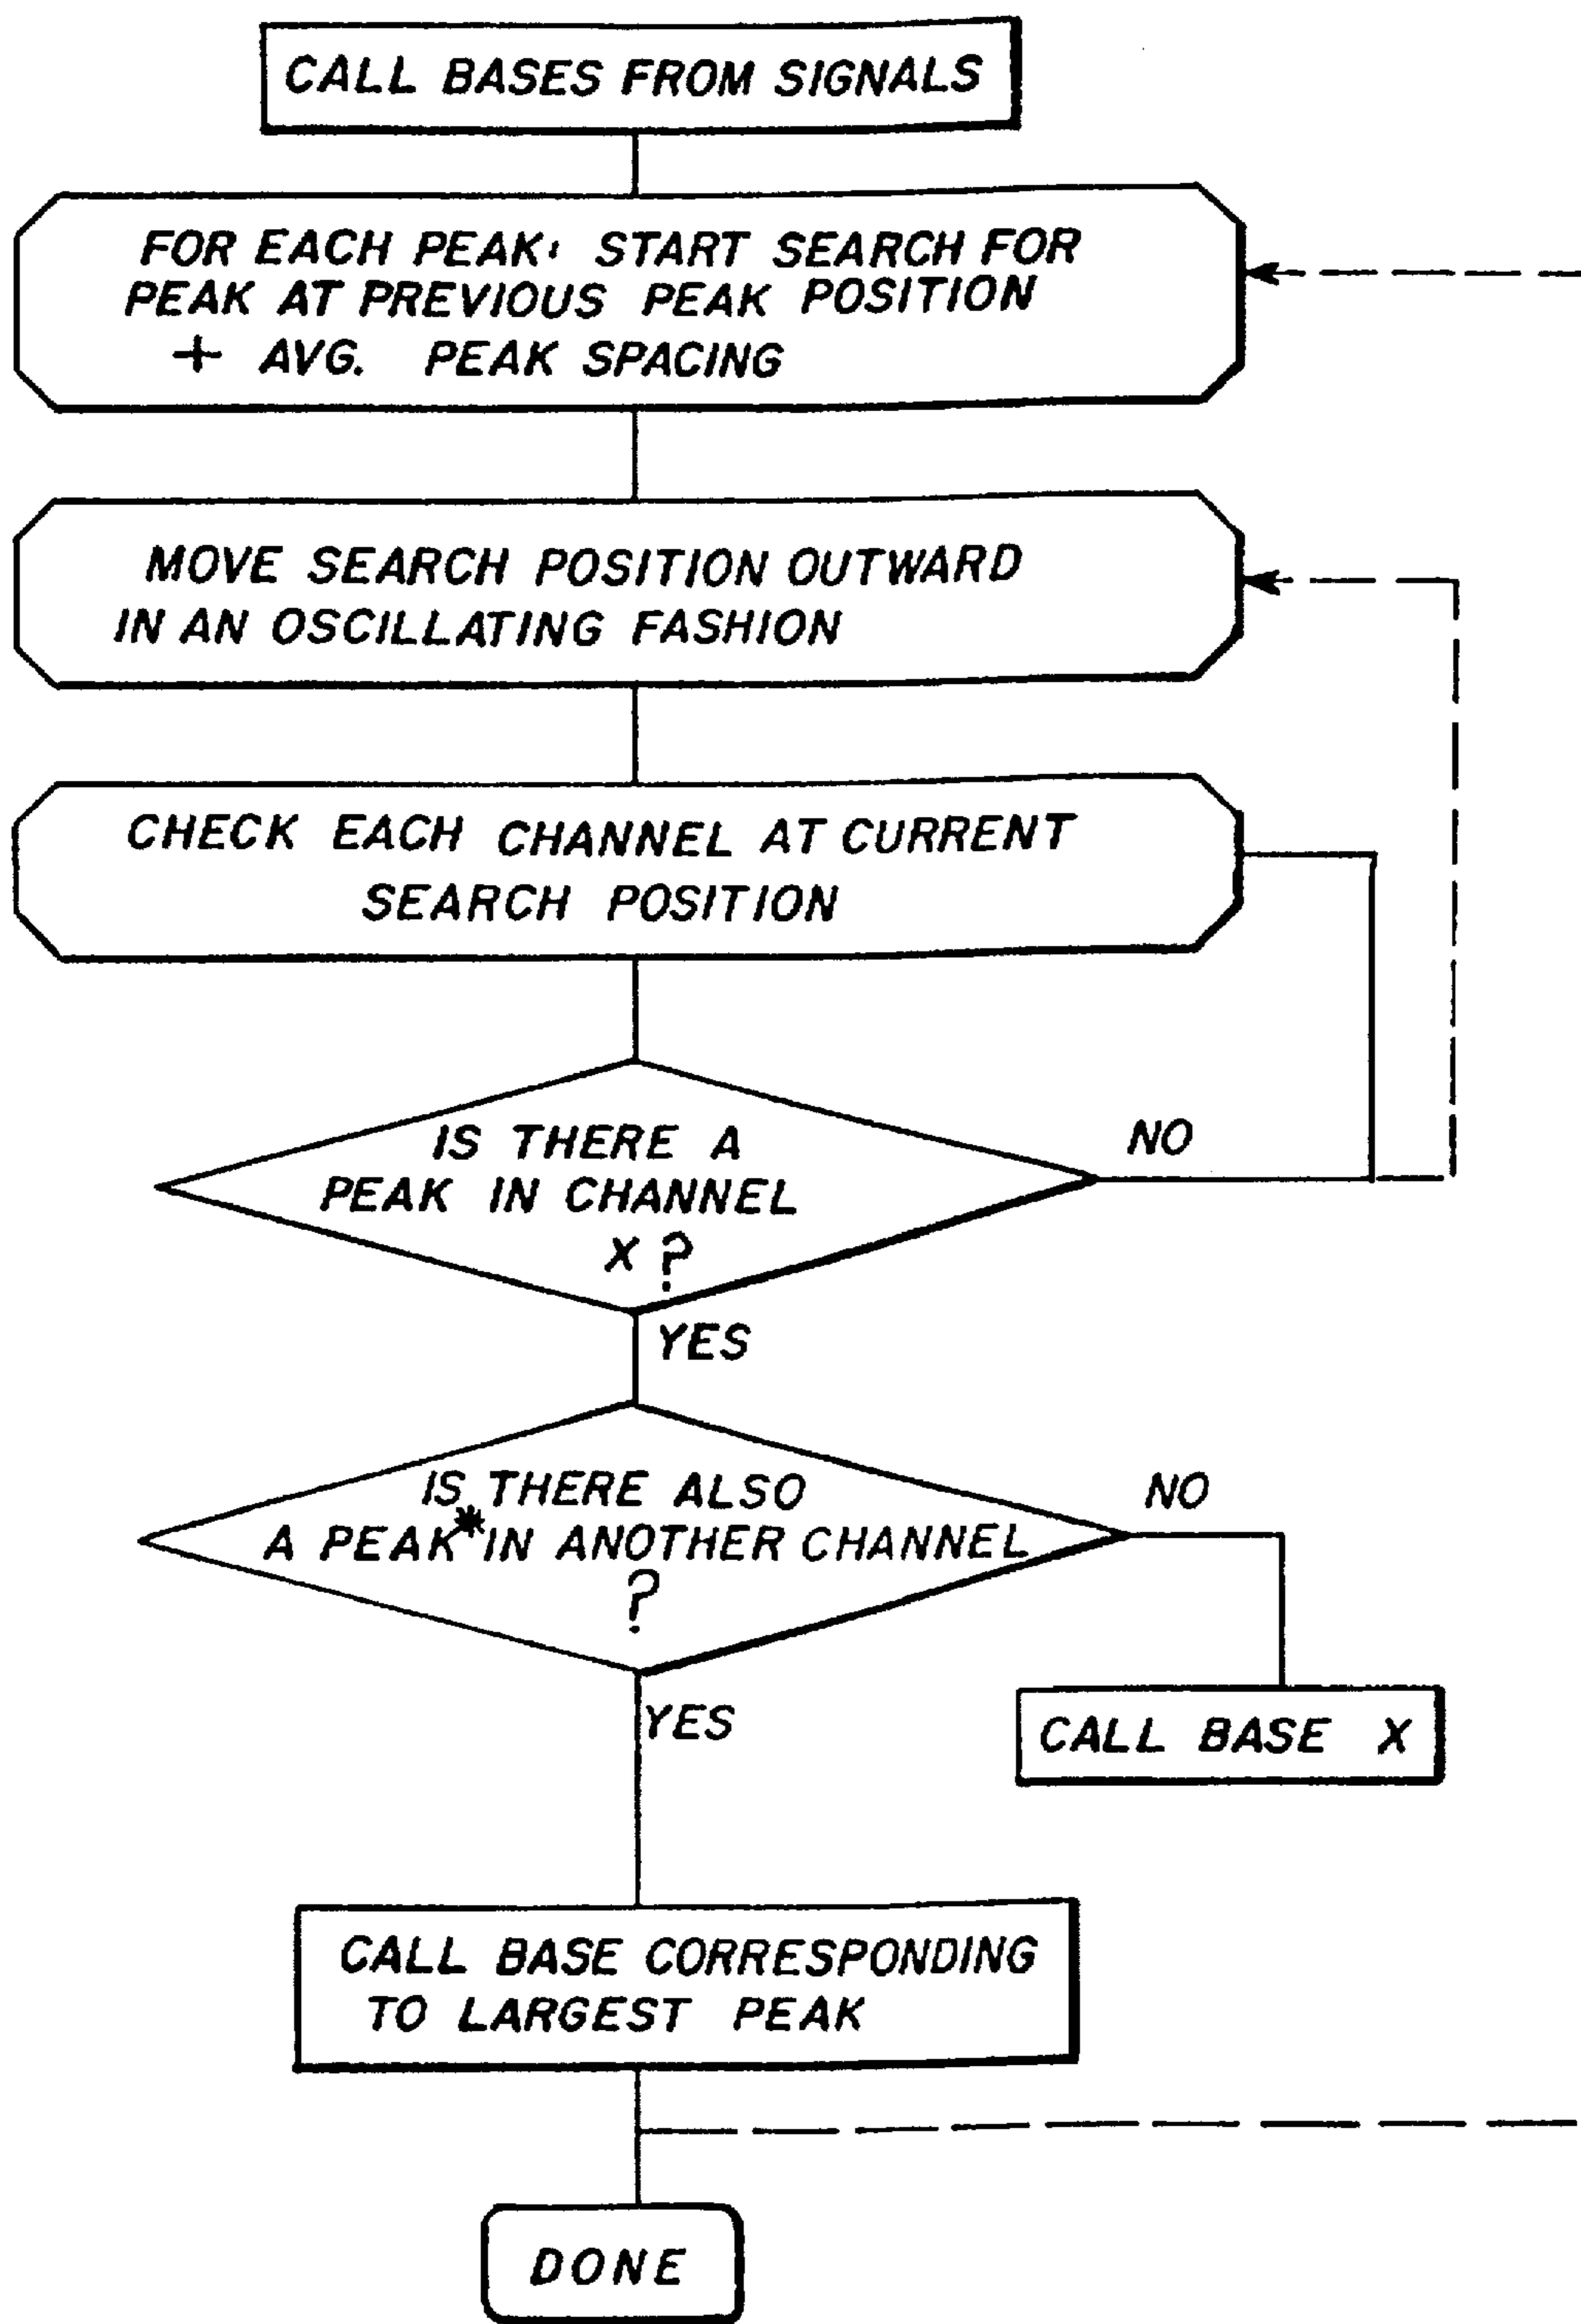 CALL BASES FROM SIGNALS
FOR EACH PEAK: START SEARCH FOR
PEAK AT PREVIOUS PEAK POSITION
+ AVG. PEAK SPACING
MOVE SEARCH POSITION OUTWARD
IN AN OSCILLATING FASHION
CHECK EACH CHANNEL AT CURRENT
SEARCH POSITION
IS THERE A
PEAK IN CHANNEL
X ?
NO
YES
IS THERE ALSO
A PEAK* IN ANOTHER CHANNEL
?
NO
YES
CALL BASE X
CALL BASE CORRESPONDING
TO LARGEST PEAK
DONE